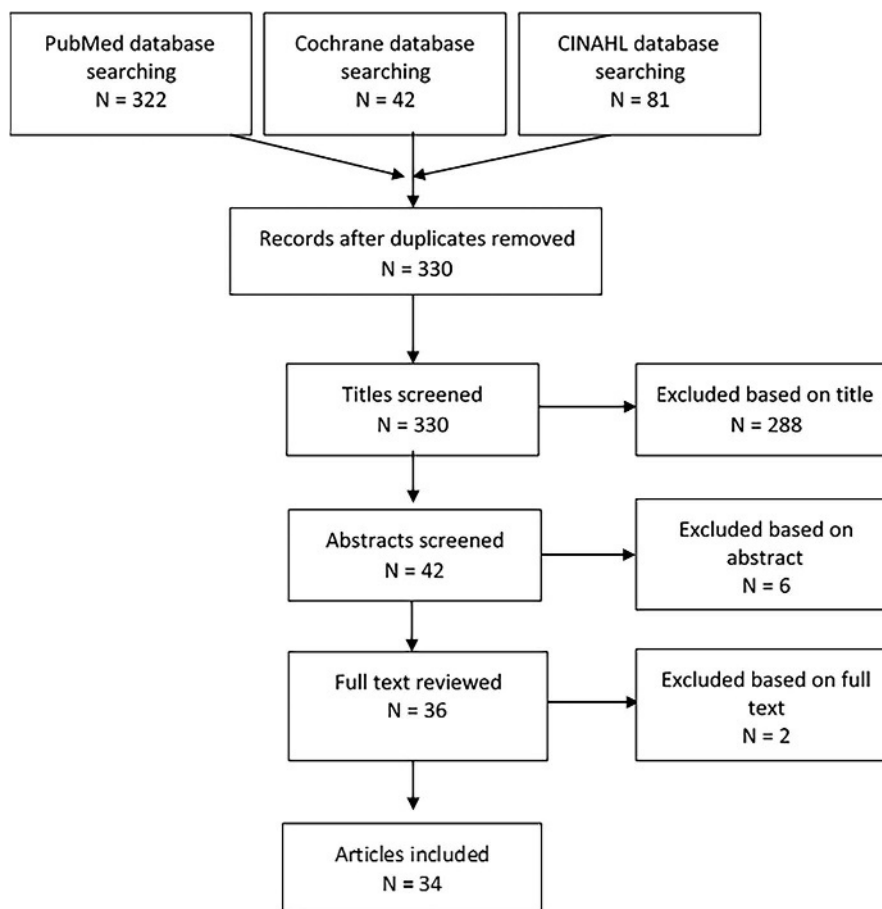 PubMed database
searching
N = 322
Cochrane database
searching
N = 42
CINAHL database
searching
N = 81
Records after duplicates removed
N = 330
Titles screened
N = 330
Excluded based on title
N = 288
Abstracts screened
N = 42
Excluded based on
abstract
N = 6
Full text reviewed
N = 36
Excluded based on full
text
N = 2
Articles included
N = 34